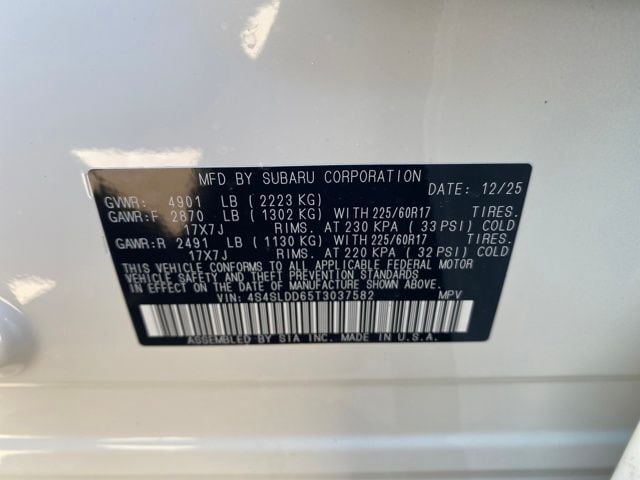 MFD BY SUBARU CORPORATION DATE: 12/25
GVWR: 4901 LB ( 2223 KG)
GAWR:F 2870 LB ( 1302 KG) WITH 225/60R17 TIRES.
17X7J RIMS. AT 230 KPA ( 33 PSI) COLD
GAWR:R 2491 LB ( 1130 KG) WITH 225/60R17 TIRES.
17X7J RIMS. AT 220 KPA ( 32 PSI) COLD
THIS VEHICLE CONFORMS TO ALL APPLICABLE FEDERAL MOTOR
VEHICLE SAFETY AND THEFT PREVENTION STANDARDS
IN EFFECT ON THE DATE OF MANUFACTURE SHOWN ABOVE.
VIN: 4S4SLDD65T3037582 MPV
ASSEMBLED BY SIA INC. MADE IN U.S.A.